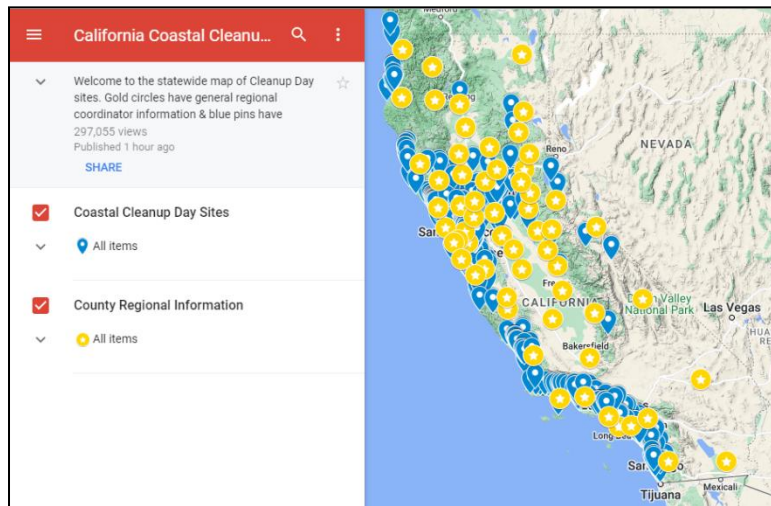 California Coastal Cleanu...
Welcome to the statewide map of Cleanup Day
sites. Gold circles have general regional
coordinator information & blue pins have
297,055 views
Published 1 hour ago
SHARE
Coastal Cleanup Day Sites
All items
County Regional Information
All items
Medford
Reno
NEVADA
CALIFORNIA
Valley
National Park
Las Vegas
Bakersfield
Long
Mexicali
Tijuana